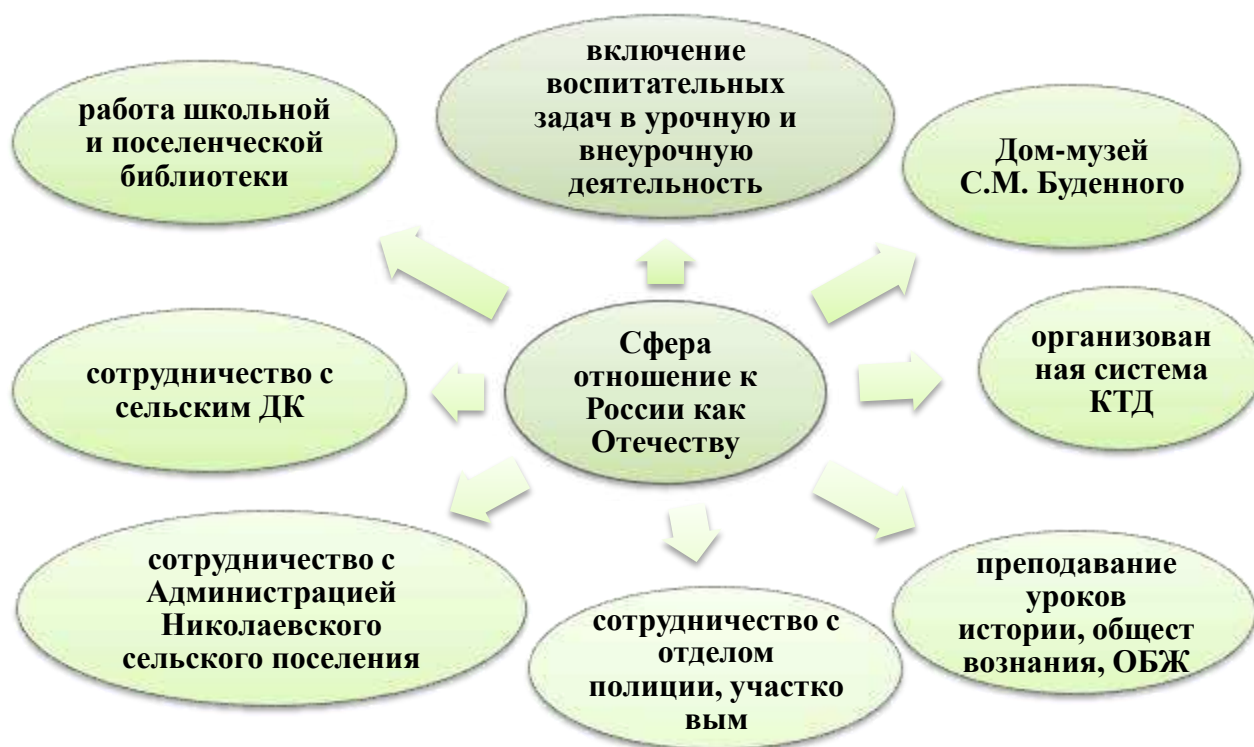 включение
воспитательных
задач в урочную и
внеурочную
деятельность
работа школьной
и поселенческой
библиотеки
Дом-музей
С.М. Буденного
Сфера
отношение к
России как
Отечеству
организован
ная система
КТД
сотрудничество с
сельским ДК
сотрудничество с
Администрацией
Николаевского
сельского поселения
сотрудничество с
отделом
полиции, участко
вым
преподавание
уроков
истории, общест
вознания, ОБЖ